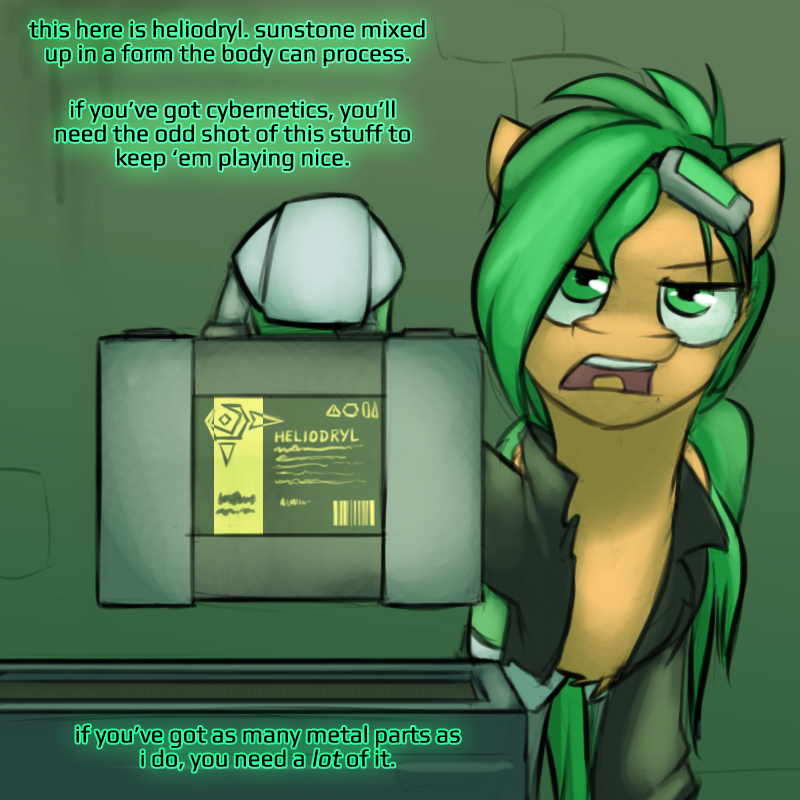 this here is heliodryl. sunstone mixed
up in a form the body can process.
if you've got cybernetics, you'll
need the odd shot of this stuff to
keep ‘em playing nice.
HELIODRYL
if you've got as many metal parts as
i do, you need a lot of it.